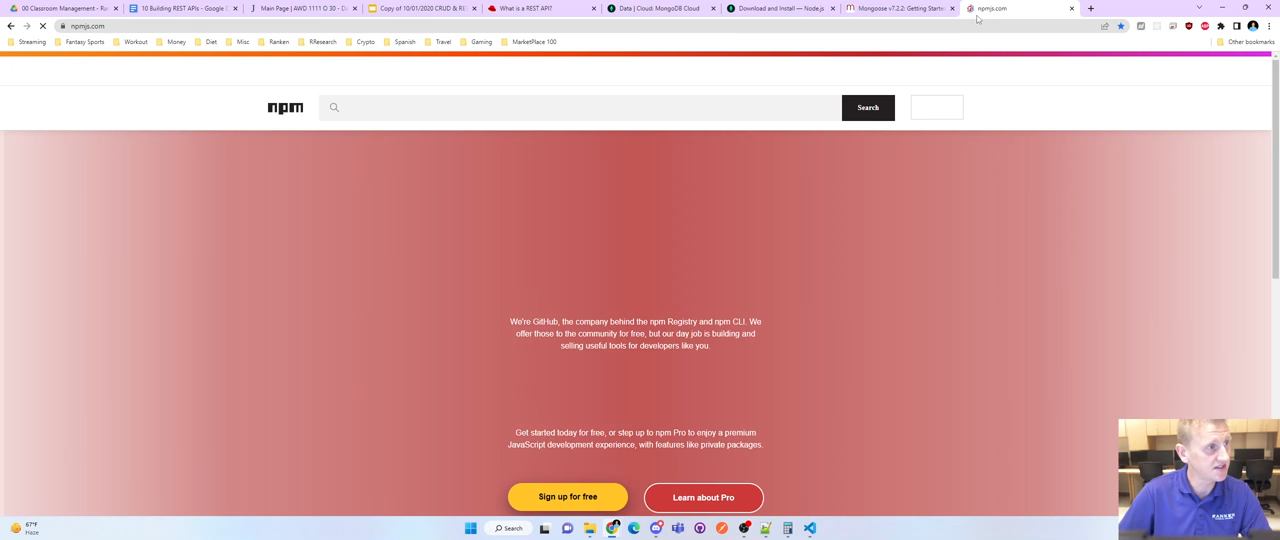 00 Classroom Management - Ra
10 Building REST APIs - Google D
Main Page | AWD 1111 O 30 - Da
Copy of 10/01/2020 CRUD & RE
What is a REST API?
Data | Cloud: MongoDB Cloud
Download and Install — Node.js
Mongoose v7.2.2: Getting Starte
npmjs.com
npmjs.com
Streaming
Fantasy Sports
Workout
Money
Diet
Misc
Ranken
RResearch
Crypto
Spanish
Travel
Gaming
MarketPlace 100
Other bookmarks
npm
Search
We're GitHub, the company behind the npm Registry and npm CLI. We
offer those to the community for free, but our day job is building and
selling useful tools for developers like you.
Get started today for free, or step up to npm Pro to enjoy a premium
JavaScript development experience, with features like private packages.
Sign up for free
Learn about Pro
67°F
Haze
Search
RANKEN